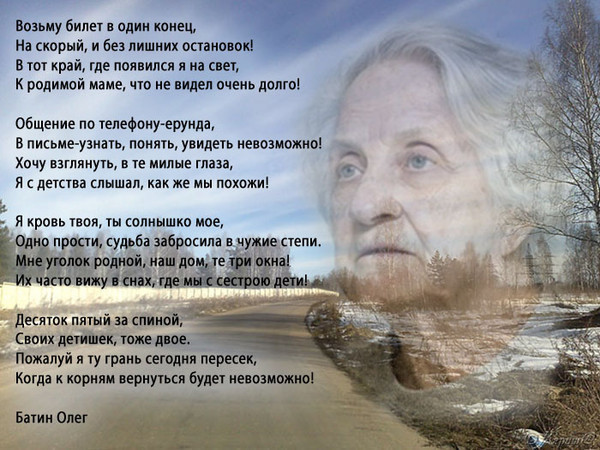 Возьму билет в один конец,
На скорый, и без лишних остановок!
В тот край, где появился я на свет,
К родимой маме, что не видел очень долго!
Общение по телефону-ерунда,
В письме-узнать, понять, увидеть невозможно!
Хочу взглянуть, в те милые глаза,
Я с детства слышал, как же мы похожи!
Я кровь твоя, ты солнышко мое,
Одно прости, судьба забросила в чужие степи.
Мне уголок родной, наш дом, те три окна!
Их часто вижу в снах, где мы с сестрою дети!
Десяток пятый за спиной,
Своих детишек, тоже двое.
Пожалуй я ту грань сегодня пересек,
Когда к корням вернуться будет невозможно!
Батин Олег